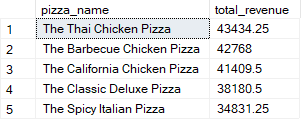 pizza_name total_revenue
1 The Thai Chicken Pizza 43434.25
2 The Barbecue Chicken Pizza 42768
3 The California Chicken Pizza 41409.5
4 The Classic Deluxe Pizza 38180.5
5 The Spicy Italian Pizza 34831.25